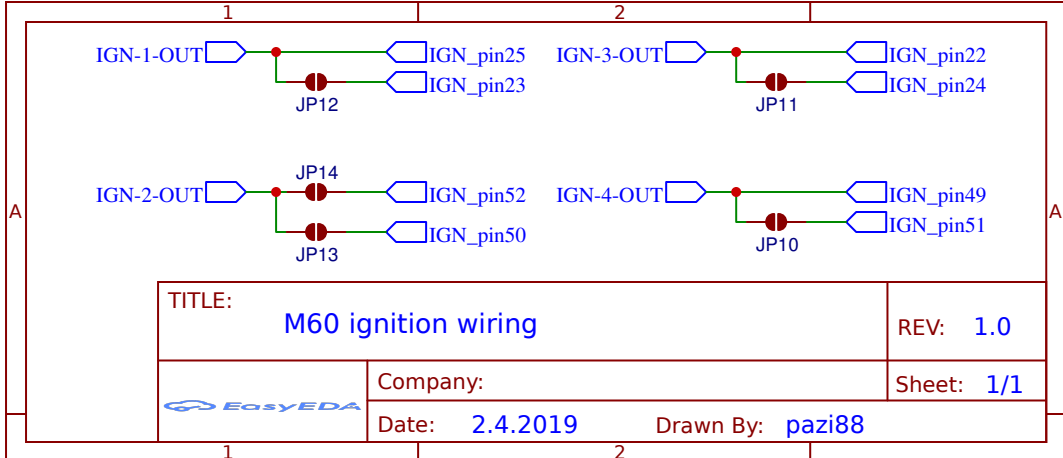 1 2
IGN-1-OUT IGN_pin25 IGN-3-OUT IGN_pin22
IGN_pin23 IGN_pin24
JP12 JP11
JP14
IGN-2-OUT IGN_pin52 IGN-4-OUT IGN_pin49
A A
IGN_pin50 IGN_pin51
JP13 JP10
TITLE:
M60 ignition wiring
REV: 1.0
EasyEDA
Company:
Sheet: 1/1
Date: 2.4.2019 Drawn By: pazi88
1 2